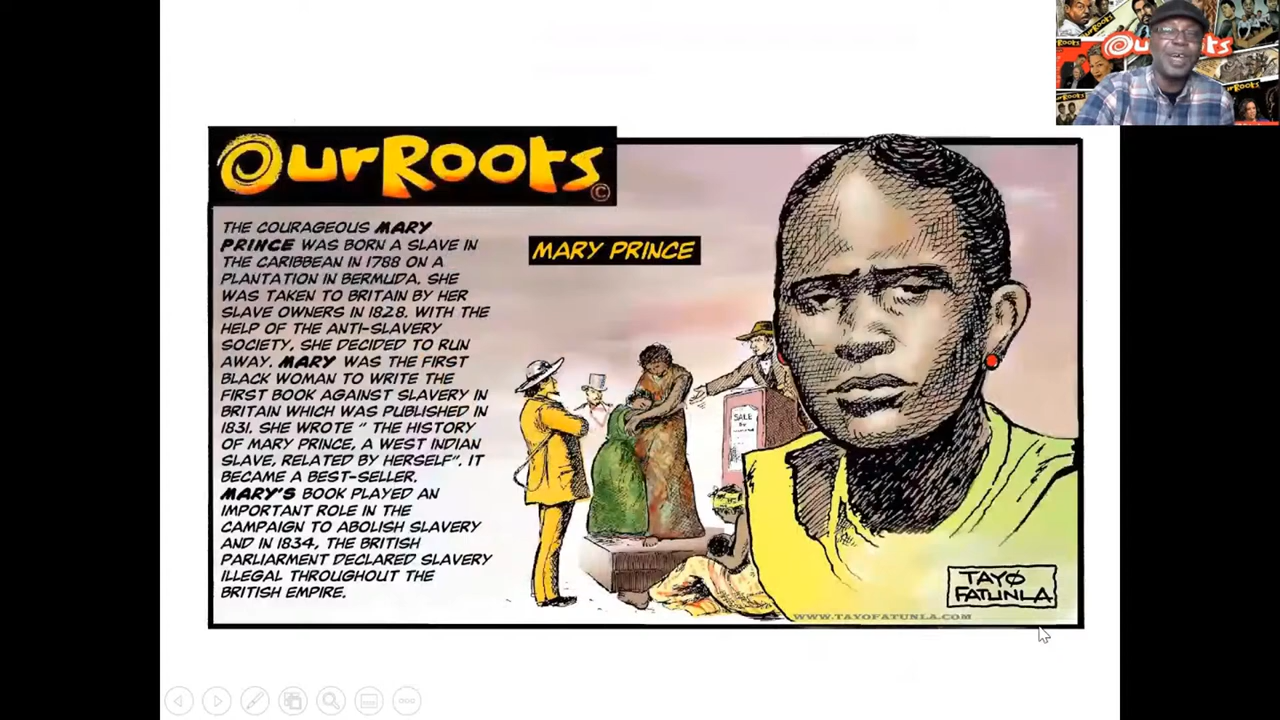 OurRoots
OurRoots©
THE COURAGEOUS MARY
PRINCE WAS BORN A SLAVE IN
THE CARIBBEAN IN 1788 ON A
PLANTATION IN BERMUDA. SHE
WAS TAKEN TO BRITAIN BY HER
SLAVE OWNERS IN 1828. WITH THE
HELP OF THE ANTI-SLAVERY
SOCIETY, SHE DECIDED TO RUN
AWAY. MARY WAS THE FIRST
BLACK WOMAN TO WRITE THE
FIRST BOOK AGAINST SLAVERY IN
BRITAIN WHICH WAS PUBLISHED IN
1831. SHE WROTE " THE HISTORY
OF MARY PRINCE, A WEST INDIAN
SLAVE, RELATED BY HERSELF". IT
BECAME A BEST-SELLER.
MARY'S BOOK PLAYED AN
IMPORTANT ROLE IN THE
CAMPAIGN TO ABOLISH SLAVERY
AND IN 1834, THE BRITISH
PARLIARMENT DECLARED SLAVERY
ILLEGAL THROUGHOUT THE
BRITISH EMPIRE.
MARY PRINCE
SALE
TAYO
FATUNLA
WWW.TAYOFATUNLA.COM